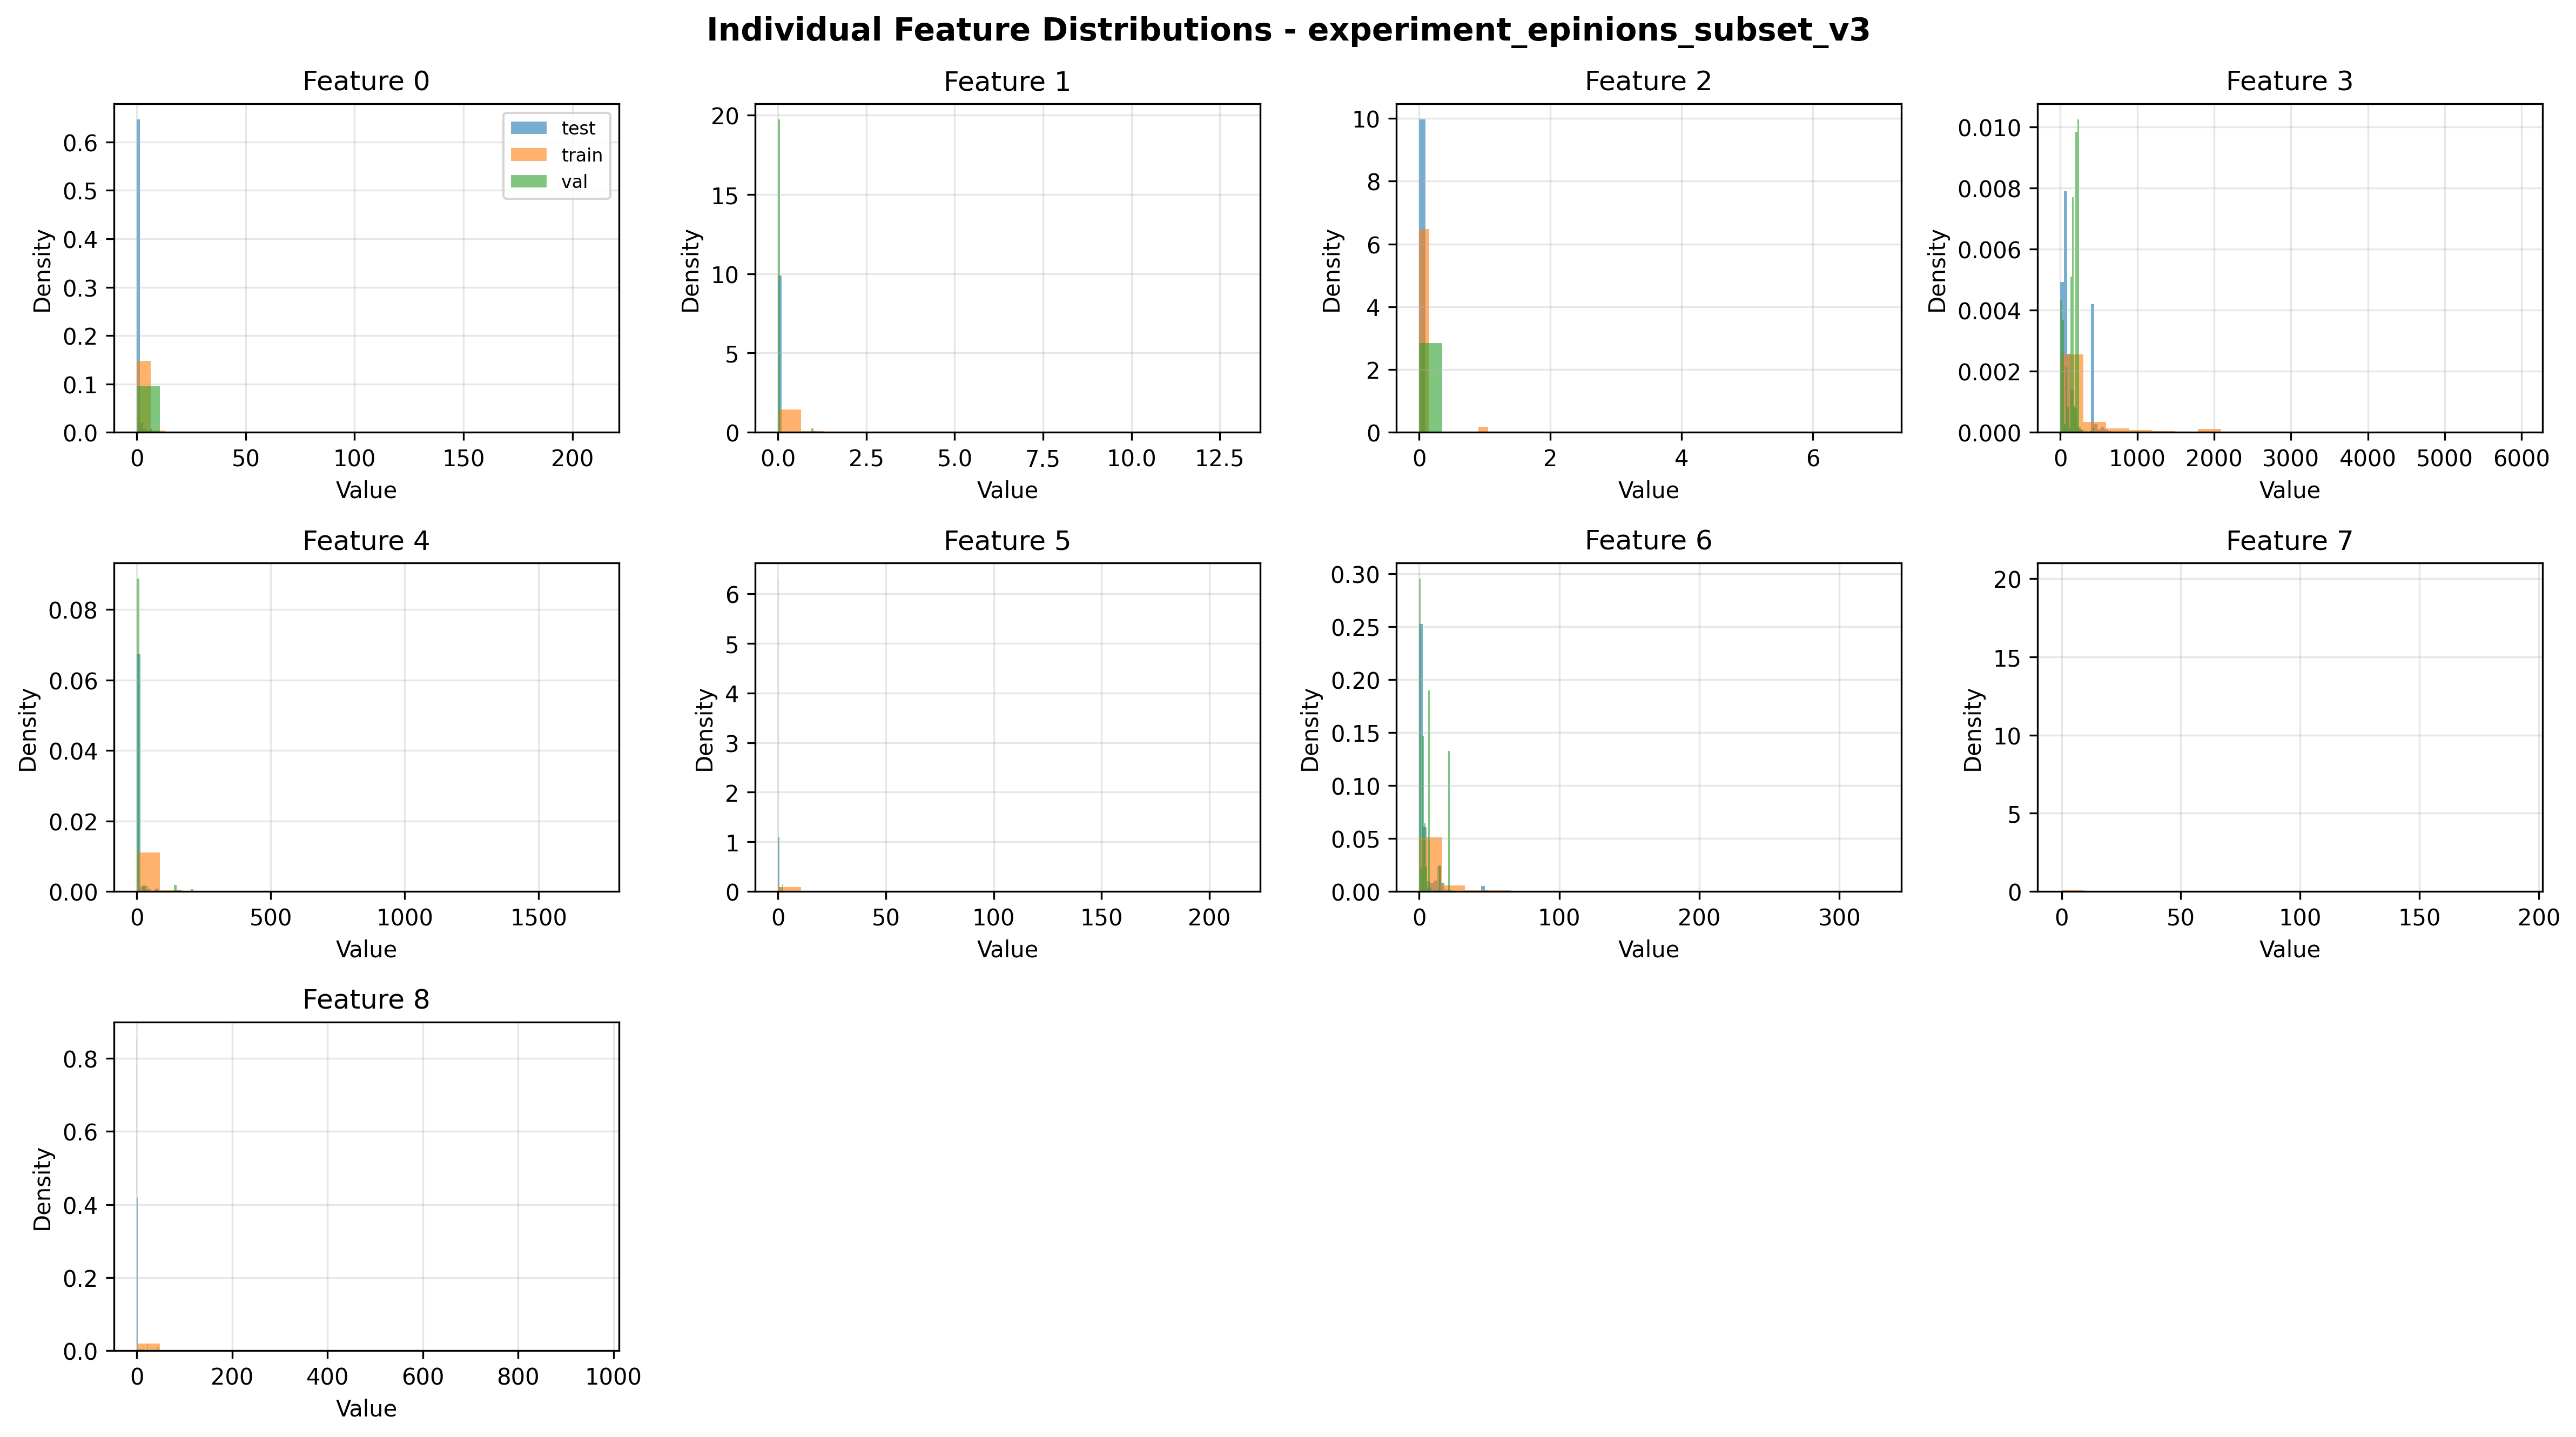 Individual Feature Distributions - experiment_epinions_subset_v3
Feature 0
0.6
0.5
0.4
0.3
0.2
0.1
0.0
Density
0 50 100 150 200
Value
test
train
val
Feature 1
20
15
10
5
0
Density
0.0 2.5 5.0 7.5 10.0 12.5
Value
Feature 2
10
8
6
4
2
0
Density
0 2 4 6
Value
Feature 3
0.010
0.008
0.006
0.004
0.002
0.000
Density
0 1000 2000 3000 4000 5000 6000
Value
Feature 4
0.08
0.06
0.04
0.02
0.00
Density
0 500 1000 1500
Value
Feature 5
6
5
4
3
2
1
0
Density
0 50 100 150 200
Value
Feature 6
0.30
0.25
0.20
0.15
0.10
0.05
0.00
Density
0 100 200 300
Value
Feature 7
20
15
10
5
0
Density
0 50 100 150 200
Value
Feature 8
0.8
0.6
0.4
0.2
0.0
Density
0 200 400 600 800 1000
Value